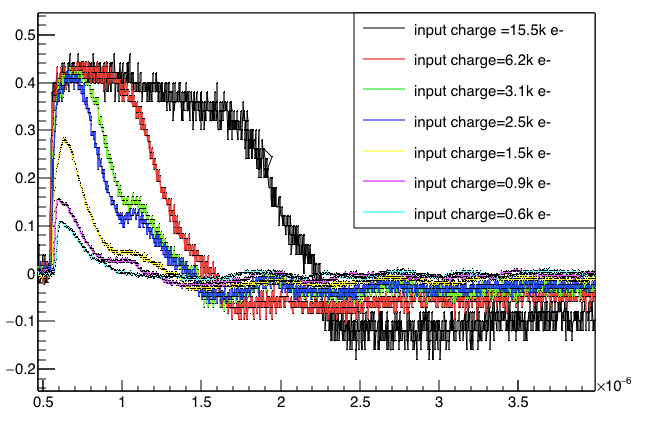 input charge =15.5k e-
input charge=6.2k e-
input charge=3.1k e-
input charge=2.5k e-
input charge=1.5k e-
input charge=0.9k e-
input charge=0.6k e-
0.5
0.4
0.3
0.2
0.1
0
−0.1
−0.2
0.5 1 1.5 2 2.5 3 3.5 ×10⁻⁶